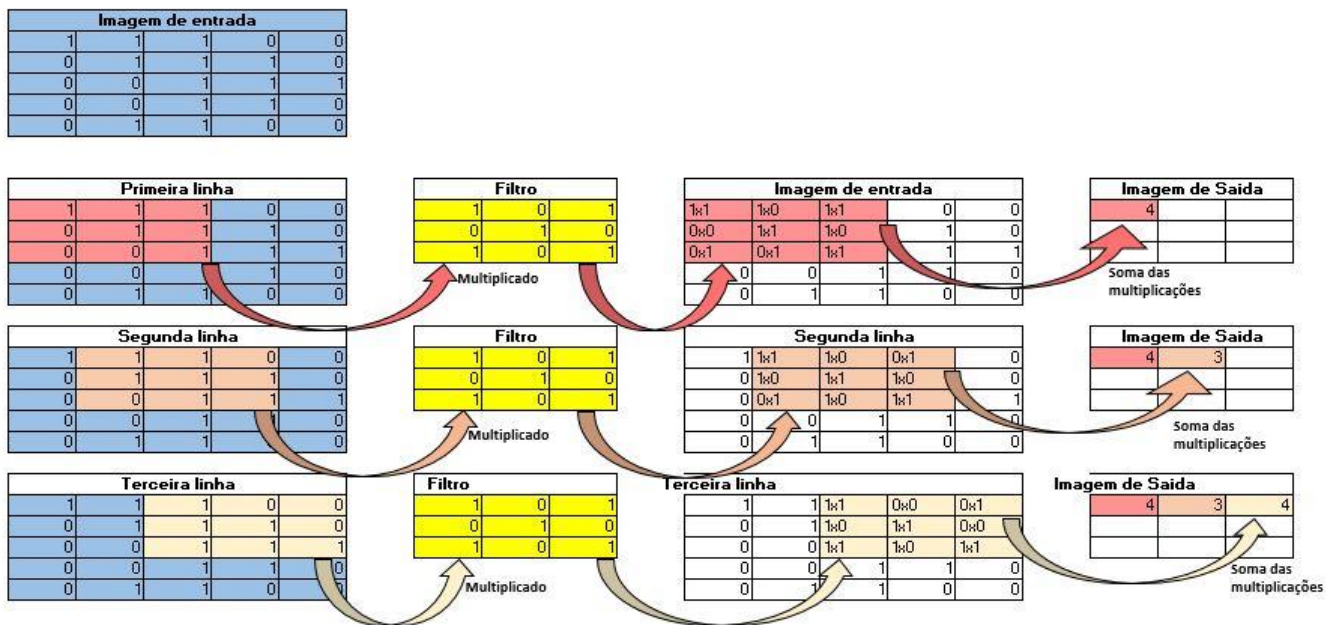 Imagem de entrada
1 1 1 0 0
0 1 1 1 0
0 0 1 1 1
0 0 1 1 0
0 1 1 0 0
Primeira linha Filtro Imagem de entrada Imagem de Saida
1 1 1 0 0 1 0 1 1x1 1x0 1x1 0 0 4
0 1 1 1 0 0 1 0 0x0 1x1 1x0 1 0
0 0 1 1 1 1 0 1 0x1 0x1 1x1 1 1
0 0 1 1 0 Multiplicado 0 0 1 1 0 Soma das
0 1 1 0 0 0 1 1 0 0 multiplicações
Segunda linha Filtro Segunda linha Imagem de Saida
1 1 1 0 0 1 0 1 1 1x1 1x0 0x1 0 4 3
0 1 1 1 0 0 1 0 0 1x0 1x1 1x0 0
0 0 1 1 1 1 0 1 0 0x1 1x0 1x1 1
0 0 1 1 0 Multiplicado 0 0 1 1 0 Soma das
0 1 1 0 0 0 1 1 0 0 multiplicações
Terceira linha Filtro Terceira linha Imagem de Saida
1 1 1 0 0 1 0 1 1 1 1x1 0x0 0x1 4 3 4
0 1 1 1 0 0 1 0 0 1 1x0 1x1 0x0
0 0 1 1 1 1 0 1 0 0 1x1 1x0 1x1
0 0 1 1 0 Multiplicado 0 0 1 1 0 Soma das
0 1 1 0 0 0 1 1 0 0 multiplicações